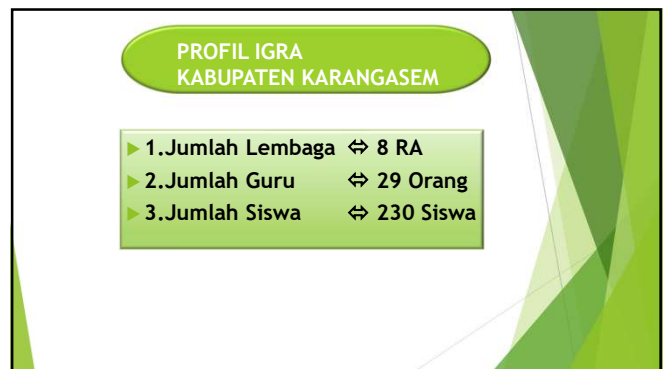 PROFIL IGRA
KABUPATEN KARANGASEM
1.Jumlah Lembaga ⇔ 8 RA
2.Jumlah Guru ⇔ 29 Orang
3.Jumlah Siswa ⇔ 230 Siswa